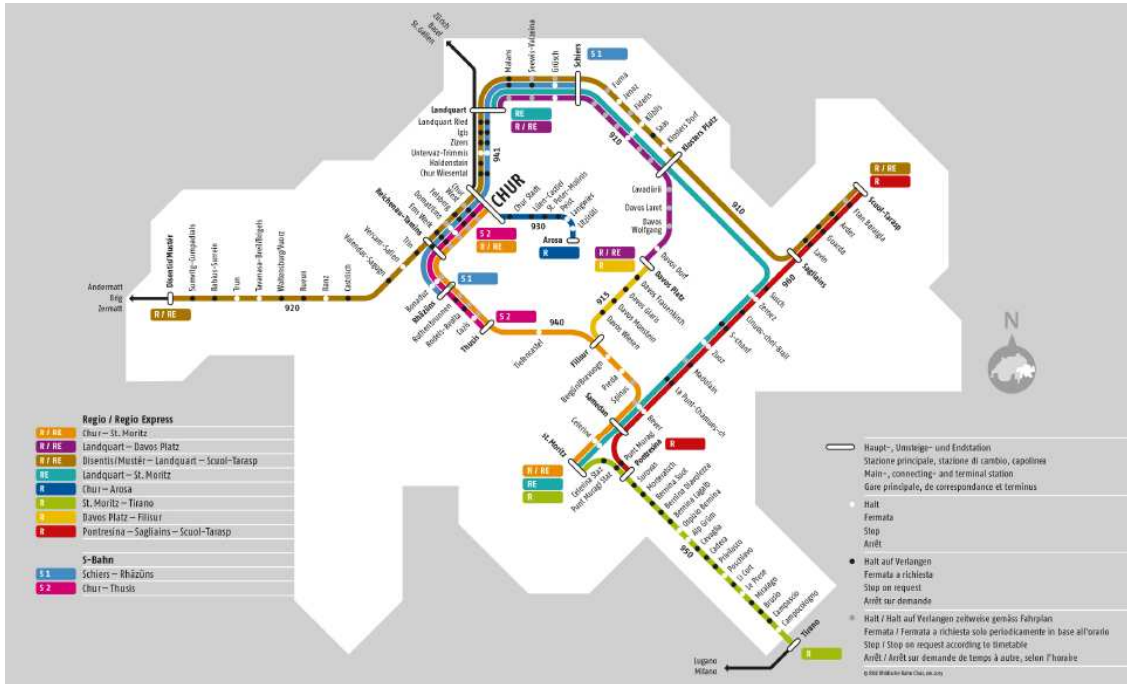 Zürich
Basel
St. Gallen
Malans
Seewis-Valzeina
Grüsch
Schiers
S 1
Furna
Jenaz
Fideris
Küblis
Saas
Klosters Dorf
Klosters Platz
Landquart
RE
R / RE
910
Landquart Ried
Igis
Zizers
Untervaz-Trimmis
Haldenstein
Chur Wiesental
941
CHUR
Chur West
Felsberg
Domat/Ems
Ems Werk
Reichenau-Tamins
Chur Stadt
Lüen-Castiel
St. Peter-Molinis
Peist
Langwies
Litzirüti
930
Arosa
R
S 2
R / RE
Cavadürli
Davos Laret
Davos
Wolfgang
910
R / RE
R
Scuol-Tarasp
Ftan Baraigla
Ardez
Guarda
Lavin
Sagliains
960
R / RE
R
Davos Dorf
Davos Platz
915
Davos Frauenkirch
Davos Glaris
Davos Monstein
Davos Wiesen
Filisur
Trin
Versam-Safien
Valendas-Sagogn
Castrisch
Ilanz
Rueun
Waltensburg/Vuorz
Tavanasa-Breil/Brigels
Trun
Rabius-Surrein
Sumvitg-Cumpadials
Disentis/Mustér
920
R / RE
Andermatt
Brig
Zermatt
Bonaduz
Rhäzüns
S 1
Rothenbrunnen
Rodels-Realta
Cazis
Thusis
S 2
940
Tiefencastel
Bergün/Bravuogn
Preda
Spinas
Samedan
Celerina
St. Moritz
R / RE
RE
R
Susch
Zernez
Cinuos-chel-Brail
S-chanf
Zuoz
Madulain
La Punt-Chamues-ch
Bever
Punt Muragl
Pontresina
R
Celerina Staz
Punt Muragl Staz
Surovas
Morteratsch
Bernina Suot
Bernina Diavolezza
Bernina Lagalb
Ospizio Bernina
Alp Grüm
Cavaglia
Cadera
Privilasco
Poschiavo
Li Curt
Le Prese
Miralago
Brusio
Campascio
Campocologno
950
Tirano
R
Lugano
Milano
N
Regio / Regio Express
R / RE Chur – St. Moritz
R / RE Landquart – Davos Platz
R / RE Disentis/Mustér – Landquart – Scuol-Tarasp
RE Landquart – St. Moritz
R Chur – Arosa
R St. Moritz – Tirano
R Davos Platz – Filisur
R Pontresina – Sagliains – Scuol-Tarasp
S-Bahn
S 1 Schiers – Rhäzüns
S 2 Chur – Thusis
Haupt-, Umsteige- und Endstation
Stazione principale, stazione di cambio, capolinea
Main-, connecting- and terminal station
Gare principale, de correspondance et terminus
Halt
Fermata
Stop
Arrêt
Halt auf Verlangen
Fermata a richiesta
Stop on request
Arrêt sur demande
Halt / Halt auf Verlangen zeitweise gemäss Fahrplan
Fermata / Fermata a richiesta solo periodicamente in base all'orario
Stop / Stop on request according to timetable
Arrêt / Arrêt sur demande de temps à autre, selon l'horaire